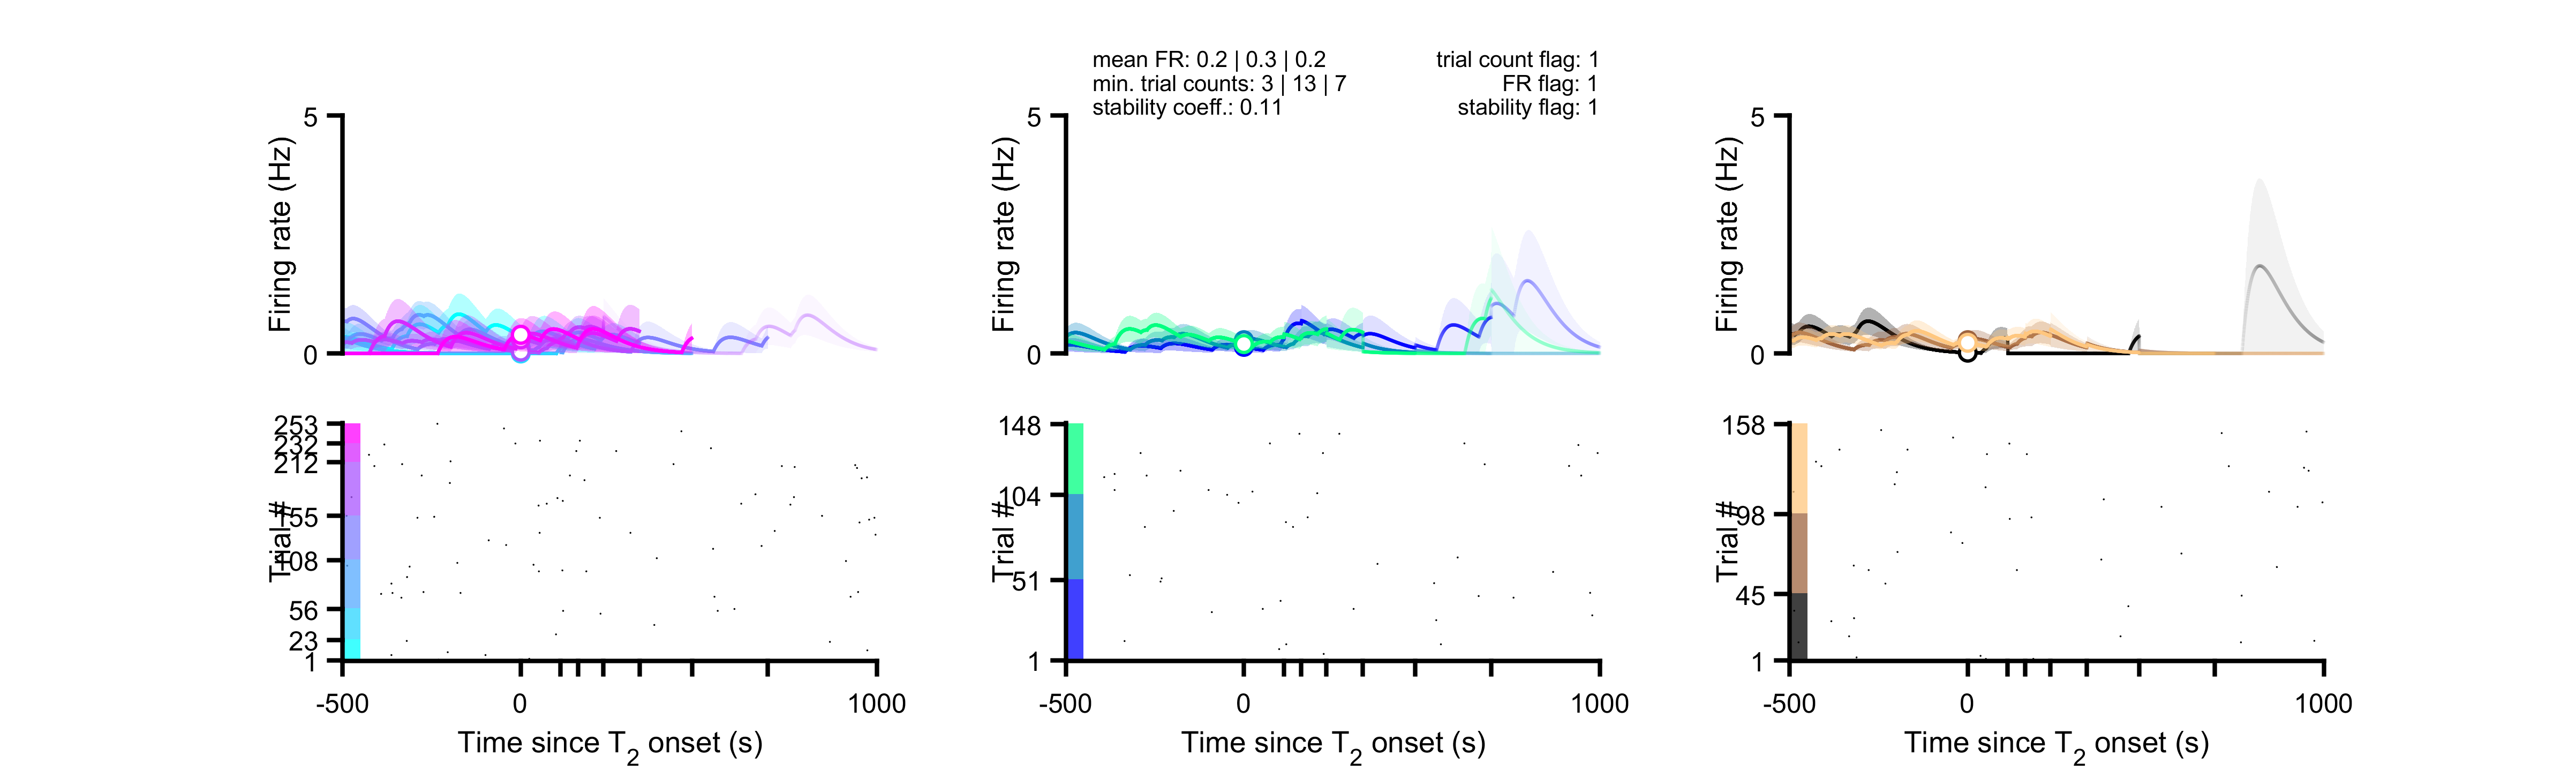 mean FR: 0.2 | 0.3 | 0.2
min. trial counts: 3 | 13 | 7
stability coeff.: 0.11
trial count flag: 1
FR flag: 1
stability flag: 1
Firing rate (Hz)
5
0
Firing rate (Hz)
5
0
Firing rate (Hz)
5
0
Trial #
253
232
212
155
108
56
23
1
-500
0
1000
Time since T2 onset (s)
Trial #
148
104
51
1
-500
0
1000
Time since T2 onset (s)
Trial #
158
98
45
1
-500
0
1000
Time since T2 onset (s)